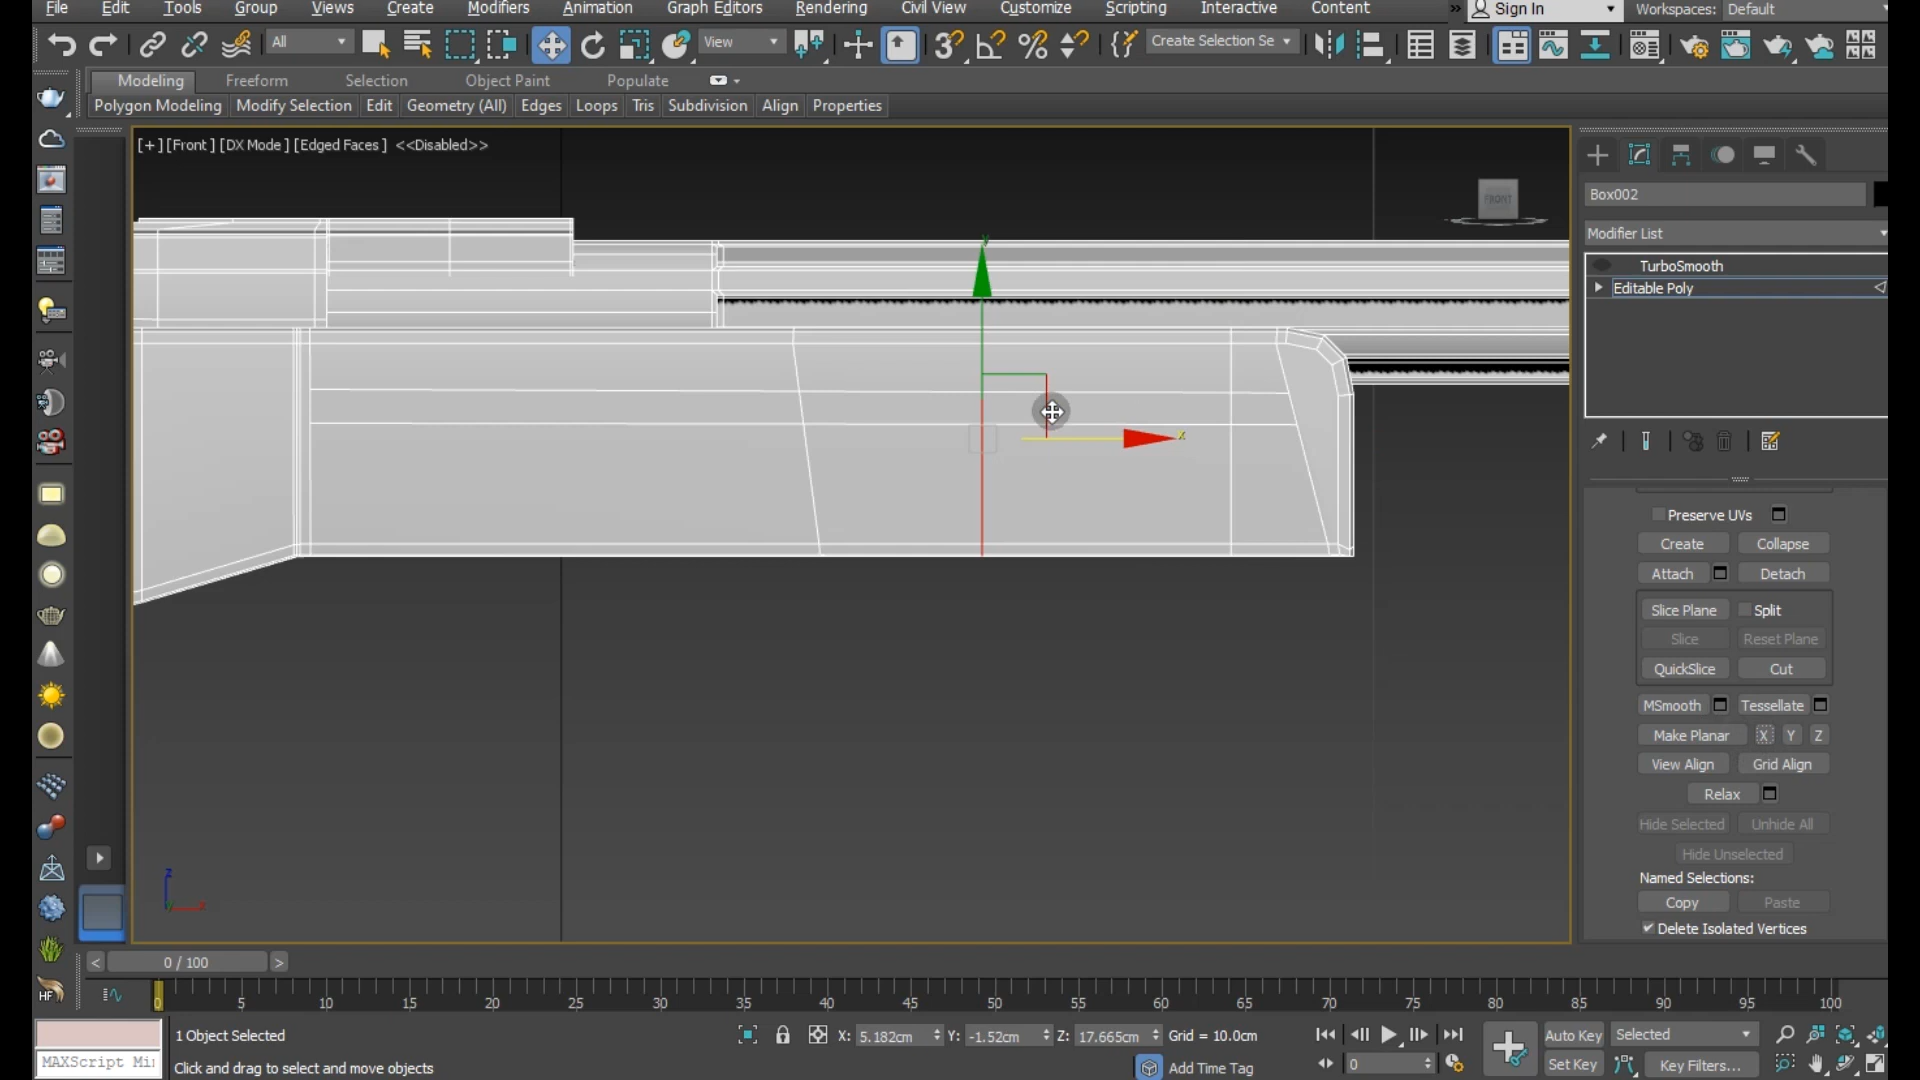 File Edit Tools Group Views Create Modifiers Animation Graph Editors Rendering Civil View Customize Scripting Interactive Content » Sign In Workspaces: Default
All View Create Selection Se
Modeling Freeform Selection Object Paint Populate
Polygon Modeling Modify Selection Edit Geometry (All) Edges Loops Tris Subdivision Align Properties
[+] [Front ] [DX Mode ] [Edged Faces ] <<Disabled>>
FRONT
y
x
z
x
Box002
Modifier List
TurboSmooth
Editable Poly
Preserve UVs
Create Collapse
Attach Detach
Slice Plane Split
Slice Reset Plane
QuickSlice Cut
MSmooth Tessellate
Make Planar X Y Z
View Align Grid Align
Relax
Hide Selected Unhide All
Hide Unselected
Named Selections:
Copy Paste
Delete Isolated Vertices
HF
< 0 / 100 >
0 5 10 15 20 25 30 35 40 45 50 55 60 65 70 75 80 85 90 95 100
1 Object Selected X: 5.182cm Y: -1.52cm Z: 17.665cm Grid = 10.0cm Auto Key Selected
MAXScript Mi Click and drag to select and move objects Add Time Tag 0 Set Key Key Filters...